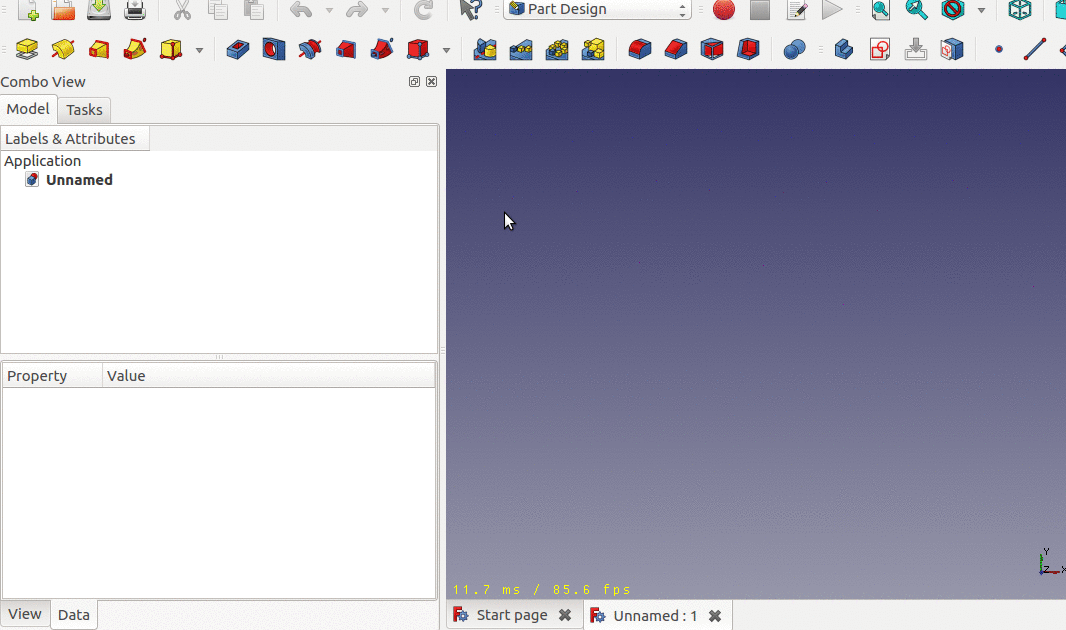 Part Design
Combo View
Model Tasks
Labels & Attributes
Application
Unnamed
Property Value
11.7 ms / 85.6 fps
Y
Z X
View Data
Start page Unnamed : 1